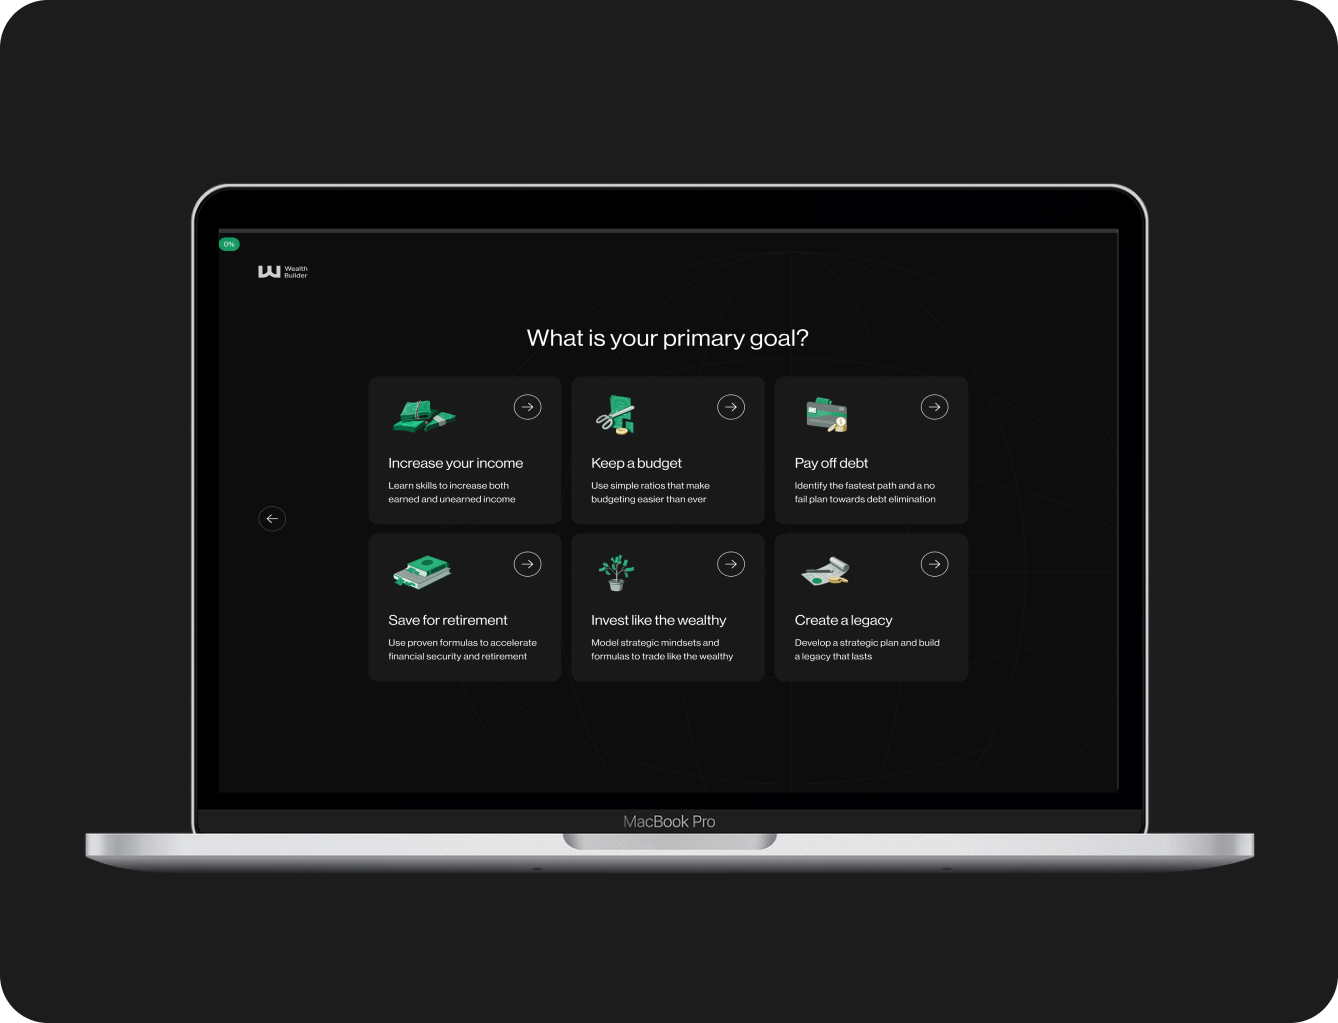 0%
Wealth
Builder
What is your primary goal?
Increase your income
Learn skills to increase both
earned and unearned income
Keep a budget
Use simple ratios that make
budgeting easier than ever
Pay off debt
Identify the fastest path and a no
fail plan towards debt elimination
Save for retirement
Use proven formulas to accelerate
financial security and retirement
Invest like the wealthy
Model strategic mindsets and
formulas to trade like the wealthy
Create a legacy
Develop a strategic plan and build
a legacy that lasts
MacBook Pro